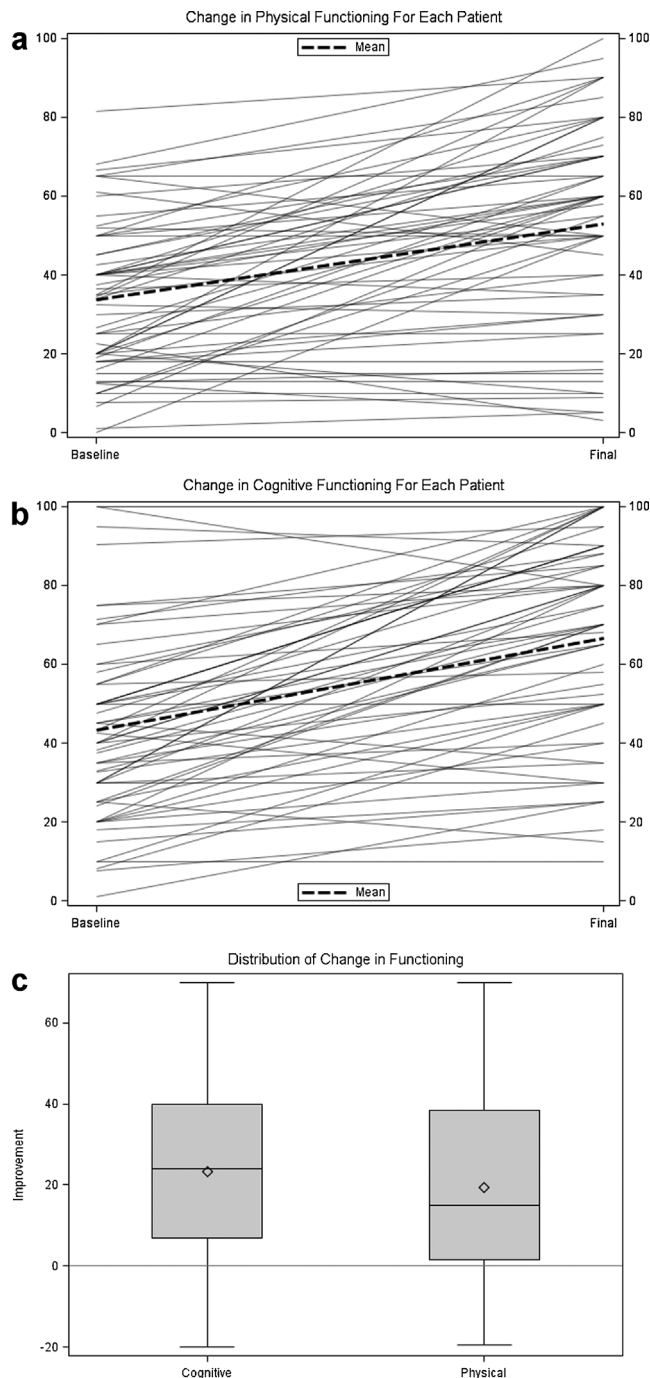 a
Change in Physical Functioning For Each Patient
Mean
100 100
80 80
60 60
40 40
20 20
0 0
Baseline Final
b
Change in Cognitive Functioning For Each Patient
100 100
80 80
60 60
40 40
20 20
0 0
Mean
Baseline Final
c
Distribution of Change in Functioning
Improvement
60
40
20
0
-20
Cognitive Physical